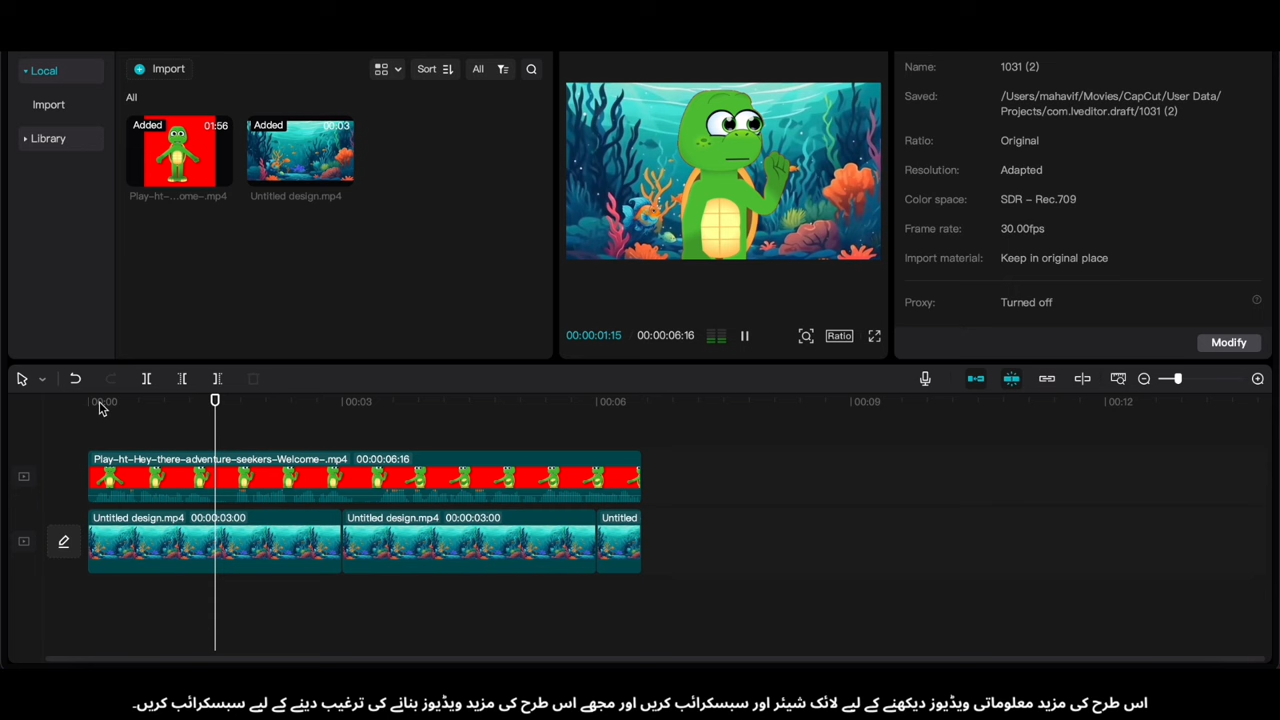 Local
Import
Library
Import
Sort
All
All
Added
01:56
Play-ht-...ome-.mp4
Added
00:03
Untitled design.mp4
00:00:01:15
00:00:06:16
Ratio
Name: 1031 (2)
Saved: /Users/mahavif/Movies/CapCut/User Data/
Projects/com.lveditor.draft/1031 (2)
Ratio: Original
Resolution: Adapted
Color space: SDR – Rec.709
Frame rate: 30.00fps
Import material: Keep in original place
Proxy: Turned off
Modify
00:00
00:03
00:06
00:09
00:12
Play-ht-Hey-there-adventure-seekers-Welcome-.mp4 00:00:06:16
Untitled design.mp4 00:00:03:00
Untitled design.mp4 00:00:03:00
Untitled
اس طرح کی مزید معلوماتی ویڈیوز دیکھنے کے لیے لائک شیئر اور سبسکرائب کریں اور مجھے اس طرح کی مزید ویڈیوز بنانے کی ترغیب دینے کے لیے سبسکرائب کریں۔